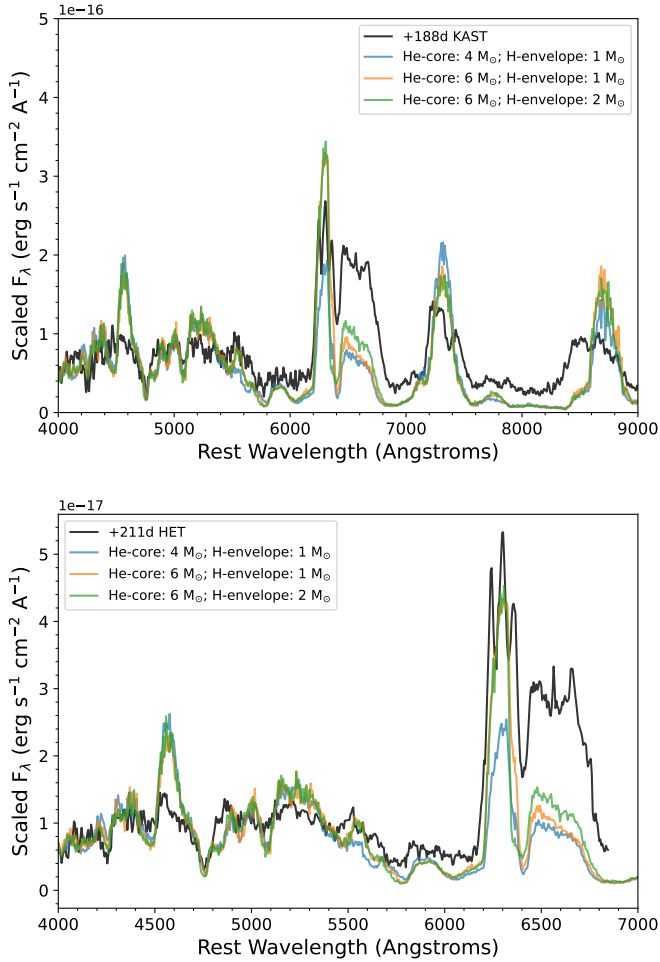 1e−16
5
4
3
2
1
0
Scaled F_λ (erg s⁻¹ cm⁻² A⁻¹)
+188d KAST
He-core: 4 M⊙; H-envelope: 1 M⊙
He-core: 6 M⊙; H-envelope: 1 M⊙
He-core: 6 M⊙; H-envelope: 2 M⊙
4000 5000 6000 7000 8000 9000
Rest Wavelength (Angstroms)
1e−17
5
4
3
2
1
0
Scaled F_λ (erg s⁻¹ cm⁻² A⁻¹)
+211d HET
He-core: 4 M⊙; H-envelope: 1 M⊙
He-core: 6 M⊙; H-envelope: 1 M⊙
He-core: 6 M⊙; H-envelope: 2 M⊙
4000 4500 5000 5500 6000 6500 7000
Rest Wavelength (Angstroms)